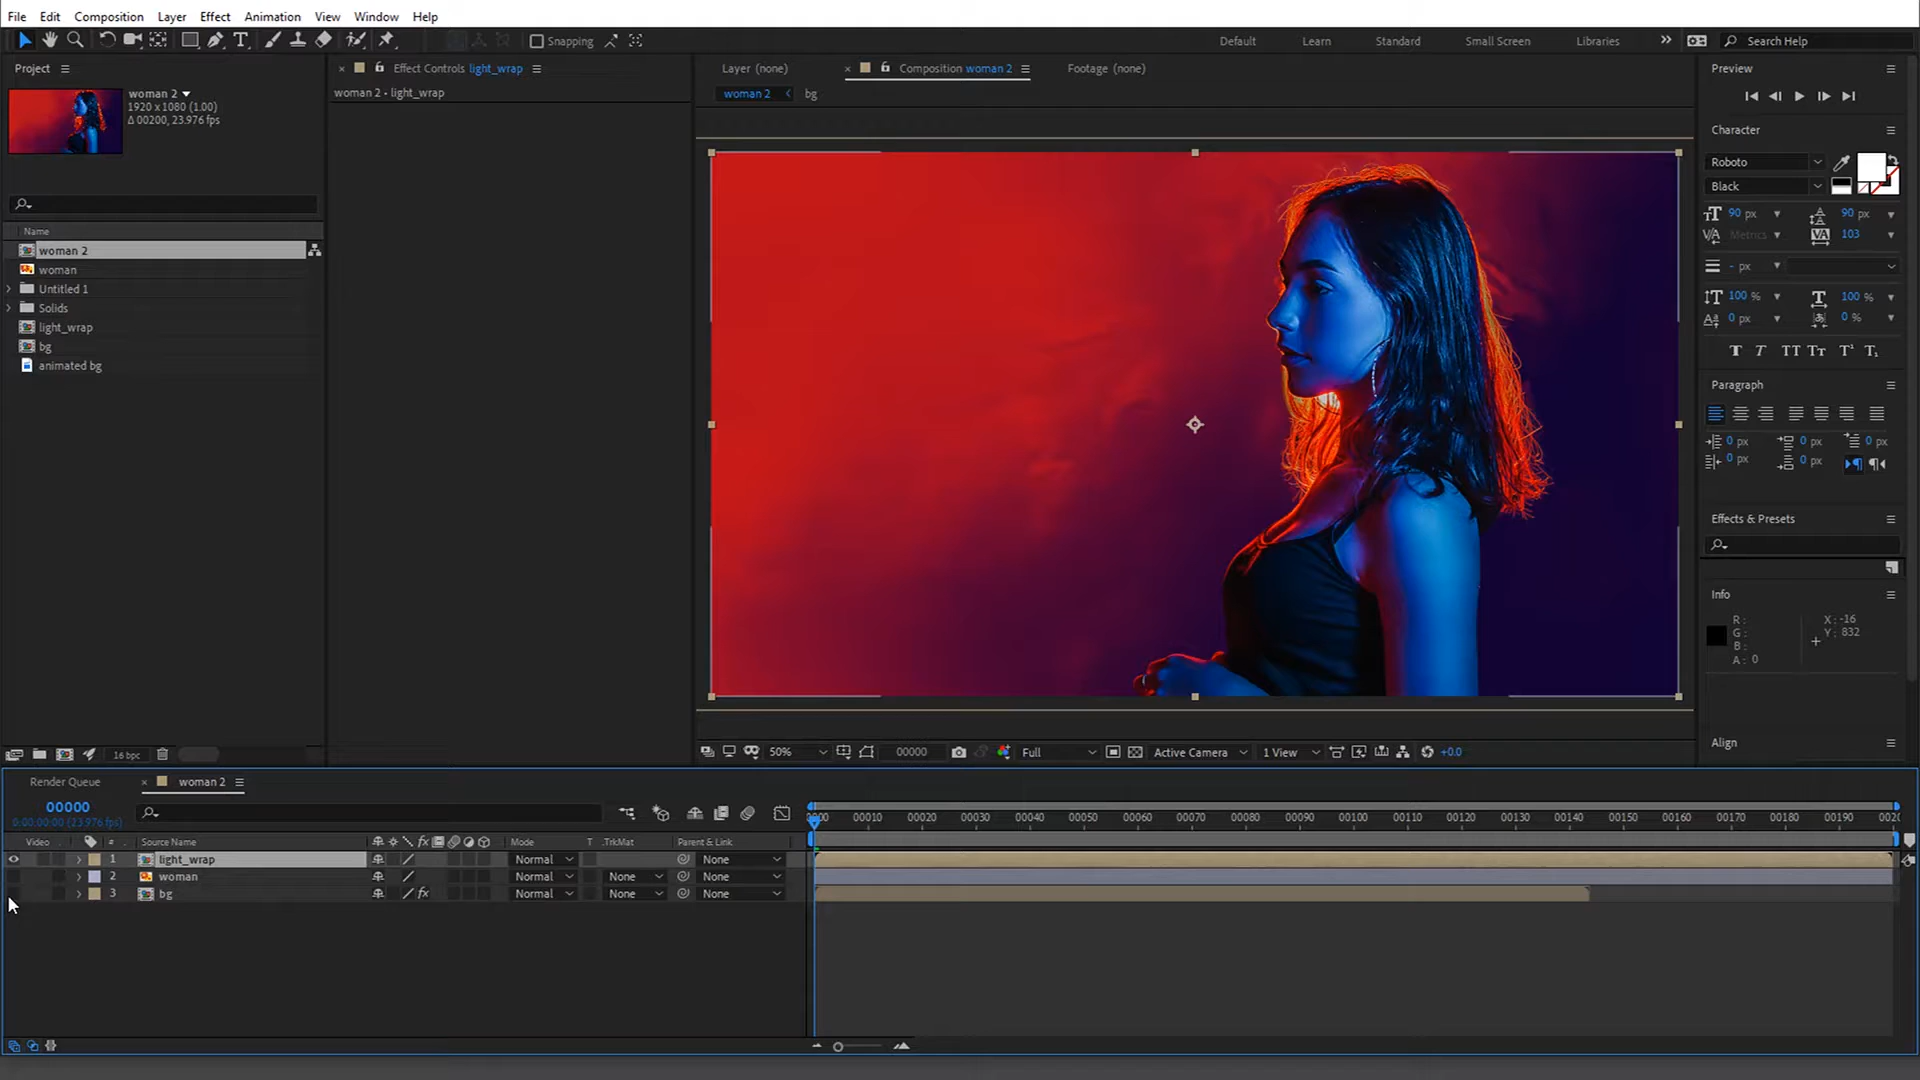 File Edit Composition Layer Effect Animation View Window Help
Snapping
Default Learn Standard Small Screen Libraries » Search Help
Project
woman 2
1920 x 1080 (1.00)
Δ 00200, 23.976 fps
Name
woman 2
woman
Untitled 1
Solids
light_wrap
bg
animated bg
16 bpc
Effect Controls light_wrap
woman 2 • light_wrap
Layer (none)
Composition woman 2
Footage (none)
woman 2
bg
50%
00000
Full
Active Camera
1 View
+0.0
Preview
Character
Roboto
Black
90 px
90 px
Metrics
103
- px
100 %
100 %
0 px
0 %
T T TT Tт T¹ T₁
Paragraph
0 px 0 px 0 px
0 px 0 px
Effects & Presets
Info
R :
G :
B :
A : 0
X : -16
Y : 832
Align
Render Queue
woman 2
00000
0:00:00:00 (23.976 fps)
Video # Source Name Mode T .TrkMat Parent & Link
1 light_wrap Normal None
2 woman Normal None None
3 bg fx Normal None None
0000 00010 00020 00030 00040 00050 00060 00070 00080 00090 00100 00110 00120 00130 00140 00150 00160 00170 00180 00190 0020